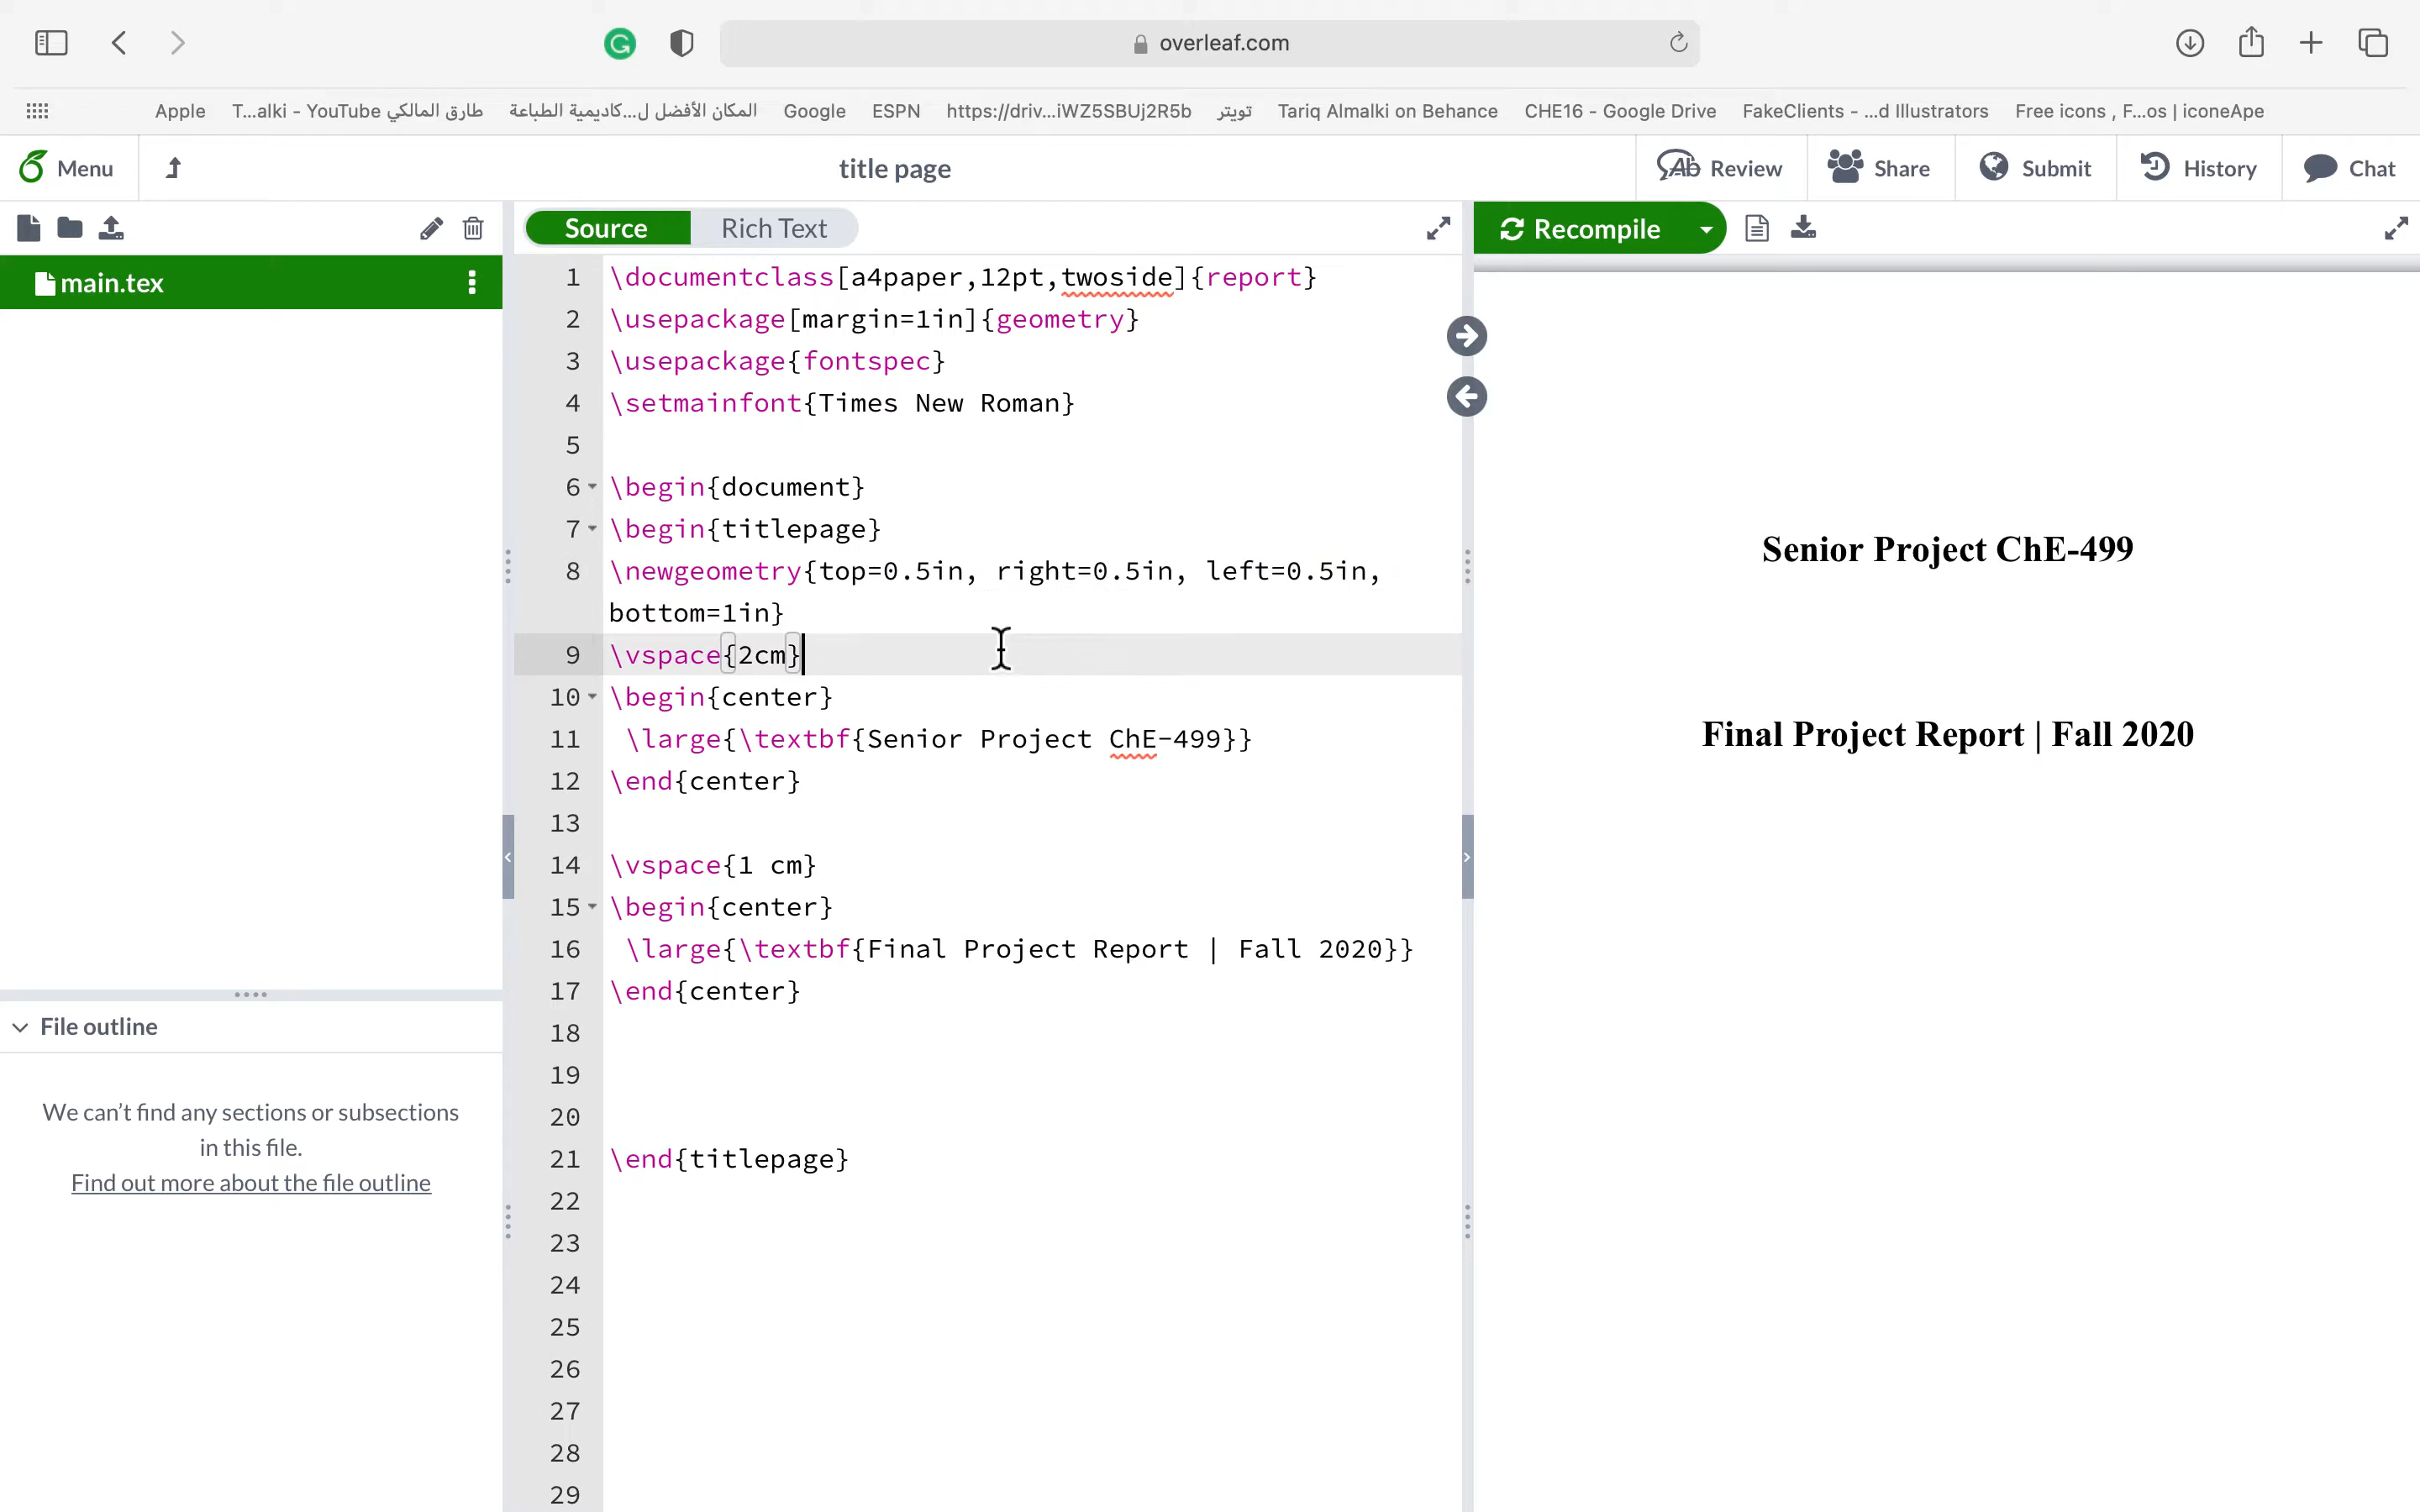 overleaf.com
Apple
T...alki - YouTube طارق المالكي
المكان الأفضل ل...كاديمية الطباعة
Google
ESPN
https://driv...iWZ5SBUj2R5b
تويتر
Tariq Almalki on Behance
CHE16 - Google Drive
FakeClients - ...d Illustrators
Free icons , F...os | iconeApe
Menu
title page
Review
Share
Submit
History
Chat
Source
Rich Text
Recompile
main.tex
1 \documentclass[a4paper,12pt,twoside]{report}
2 \usepackage[margin=1in]{geometry}
3 \usepackage{fontspec}
4 \setmainfont{Times New Roman}
5
6 \begin{document}
7 \begin{titlepage}
8 \newgeometry{top=0.5in, right=0.5in, left=0.5in,
bottom=1in}
9 \vspace{2cm}
10 \begin{center}
11 \large{\textbf{Senior Project ChE-499}}
12 \end{center}
13
14 \vspace{1 cm}
15 \begin{center}
16 \large{\textbf{Final Project Report | Fall 2020}}
17 \end{center}
18
19
20
21 \end{titlepage}
22
23
24
25
26
27
28
29
File outline
We can't find any sections or subsections
in this file.
Find out more about the file outline
Senior Project ChE-499
Final Project Report | Fall 2020